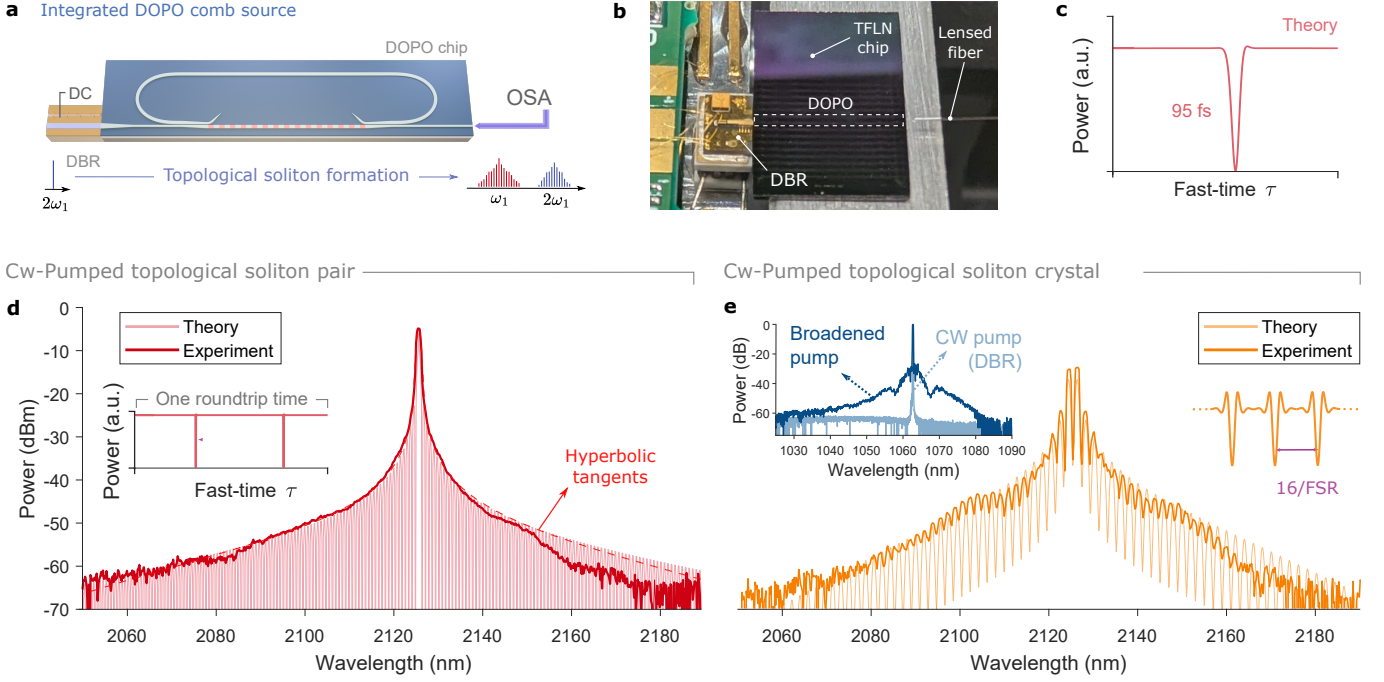 a Integrated DOPO comb source
DOPO chip
DC
OSA
DBR
Topological soliton formation
2ω₁
ω₁
2ω₁
b
TFLN
chip
Lensed
fiber
DOPO
DBR
c
Theory
Power (a.u.)
95 fs
Fast-time τ
Cw-Pumped topological soliton pair
d
0
-10
-20
-30
-40
-50
-60
-70
Power (dBm)
Theory
Experiment
One roundtrip time
Power (a.u.)
Fast-time τ
Hyperbolic
tangents
2060 2080 2100 2120 2140 2160 2180
Wavelength (nm)
Cw-Pumped topological soliton crystal
e
0
-20
-40
-60
Power (dB)
Broadened
pump
CW pump
(DBR)
1030 1040 1050 1060 1070 1080 1090
Wavelength (nm)
Theory
Experiment
16/FSR
2060 2080 2100 2120 2140 2160 2180
Wavelength (nm)